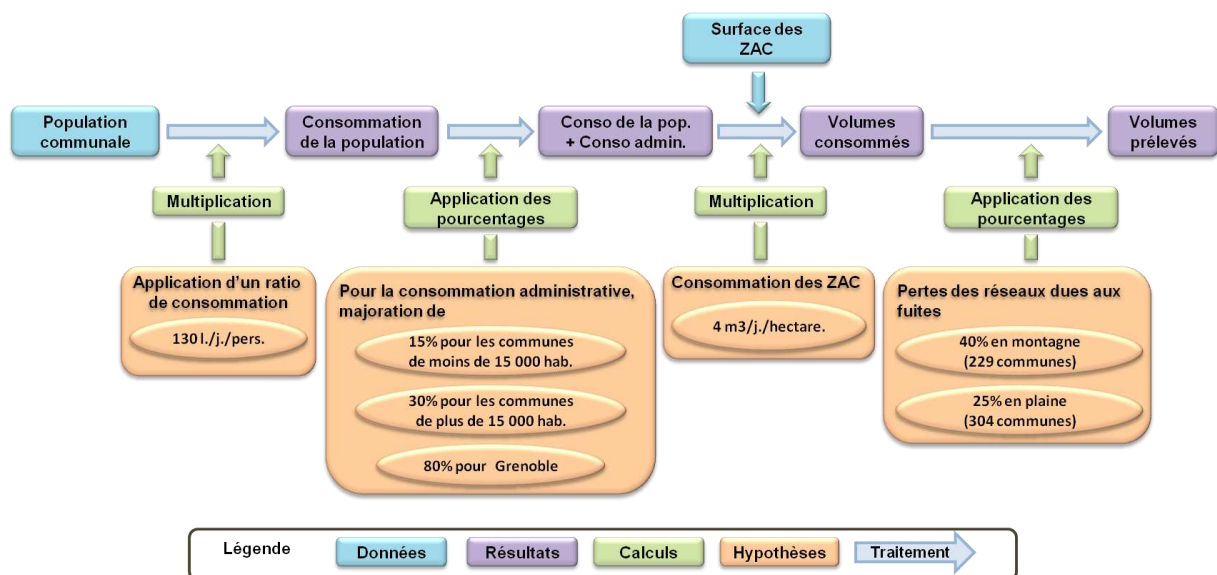 Surface des
ZAC
Population
communale
Consommation
de la population
Conso de la pop.
+ Conso admin.
Volumes
consommés
Volumes
prélevés
Multiplication
Application des
pourcentages
Multiplication
Application des
pourcentages
Application d'un ratio
de consommation
130 l./j./pers.
Pour la consommation administrative,
majoration de
15% pour les communes
de moins de 15 000 hab.
30% pour les communes
de plus de 15 000 hab.
80% pour Grenoble
Consommation des ZAC
4 m3/j./hectare.
Pertes des réseaux dues aux
fuites
40% en montagne
(229 communes)
25% en plaine
(304 communes)
Légende
Données
Résultats
Calculs
Hypothèses
Traitement